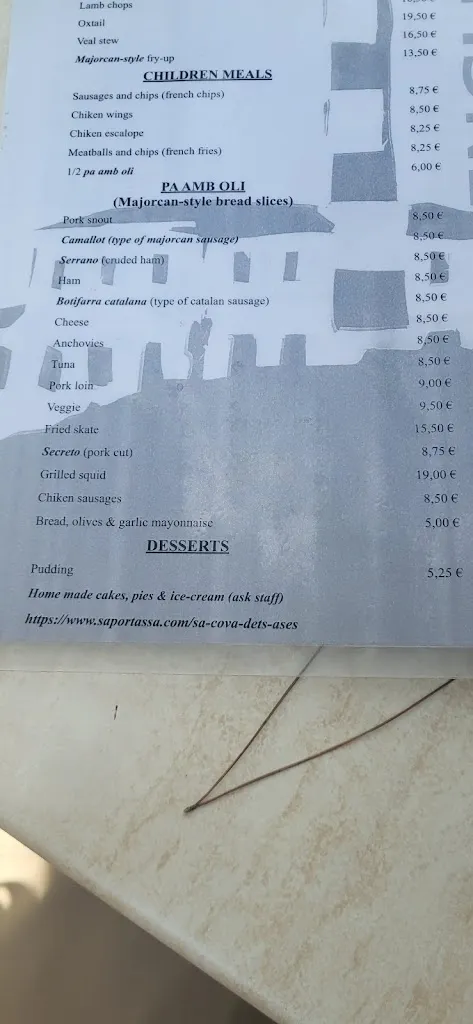 Lamb chops
Oxtail 19,50 €
Veal stew 16,50 €
Majorcan-style fry-up 13,50 €
CHILDREN MEALS
Sausages and chips (french chips) 8,75 €
Chiken wings 8,50 €
Chiken escalope 8,25 €
Meatballs and chips (french fries) 8,25 €
1/2 pa amb oli 6,00 €
PA AMB OLI
(Majorcan-style bread slices)
Pork snout 8,50 €
Camallot (type of majorcan sausage) 8,50 €
Serrano (cruded ham) 8,50 €
Ham 8,50 €
Botifarra catalana (type of catalan sausage) 8,50 €
Cheese 8,50 €
Anchovies 8,50 €
Tuna 8,50 €
Pork loin 9,00 €
Veggie 9,50 €
Fried skate 15,50 €
Secreto (pork cut) 8,75 €
Grilled squid 19,00 €
Chiken sausages 8,50 €
Bread, olives & garlic mayonnaise 5,00 €
DESSERTS
Pudding 5,25 €
Home made cakes, pies & ice-cream (ask staff)
https://www.saportassa.com/sa-cova-dets-ases